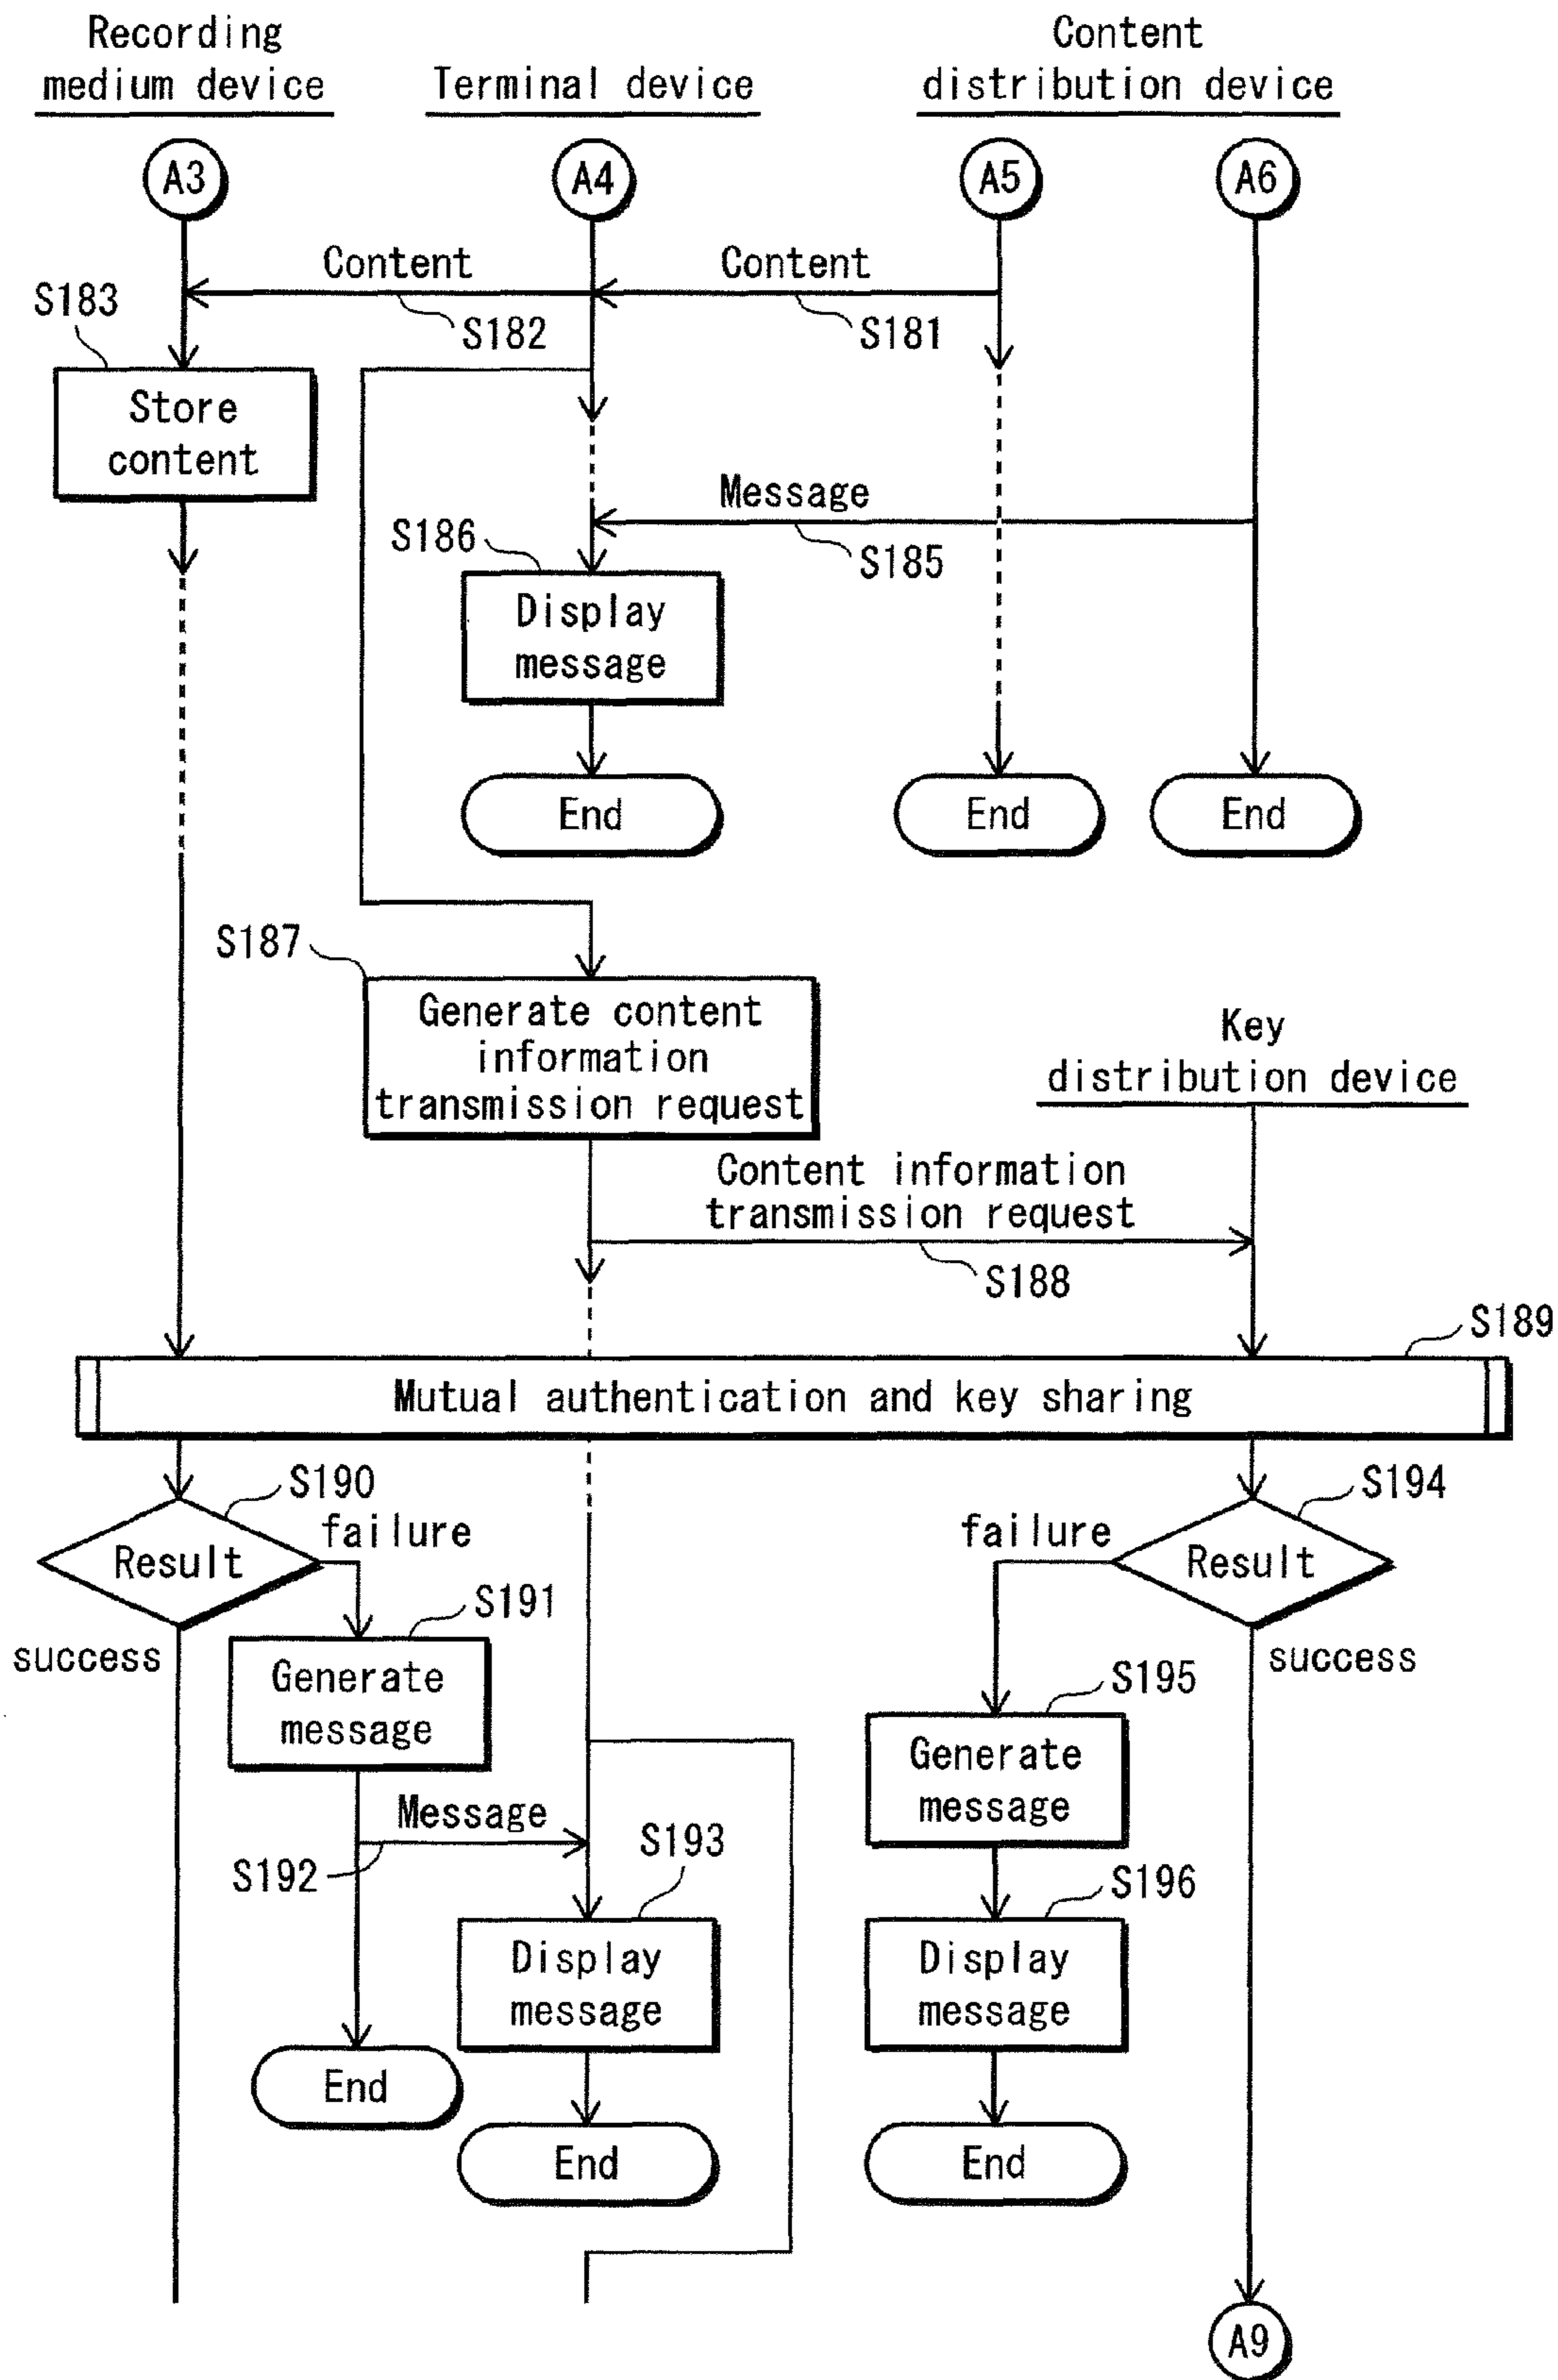 Recording
medium device
Terminal device
Content
distribution device
A3
A4
A5
A6
Content
Content
S183
S182
S181
Store
content
Message
S186
S185
Display
message
End
End
End
S187
Generate content
information
transmission request
Key
distribution device
Content information
transmission request
S188
S189
Mutual authentication and key sharing
S190
S194
failure
failure
Result
Result
S191
success
success
Generate
message
S195
Generate
message
Message
S192
S193
S196
Display
message
Display
message
End
End
End
A9